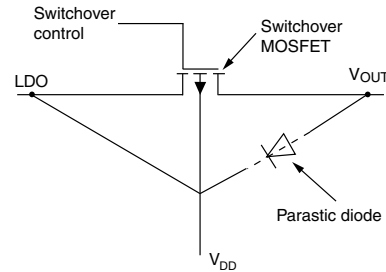 Switchover
control
Switchover
MOSFET
LDO
VOUT
Parastic diode
VDD